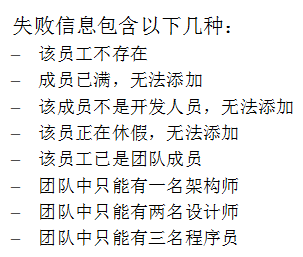 失败信息包含以下几种：
– 该员工不存在
– 成员已满，无法添加
– 该成员不是开发人员，无法添加
– 该员正在休假，无法添加
– 该员工已是团队成员
– 团队中只能有一名架构师
– 团队中只能有两名设计师
– 团队中只能有三名程序员